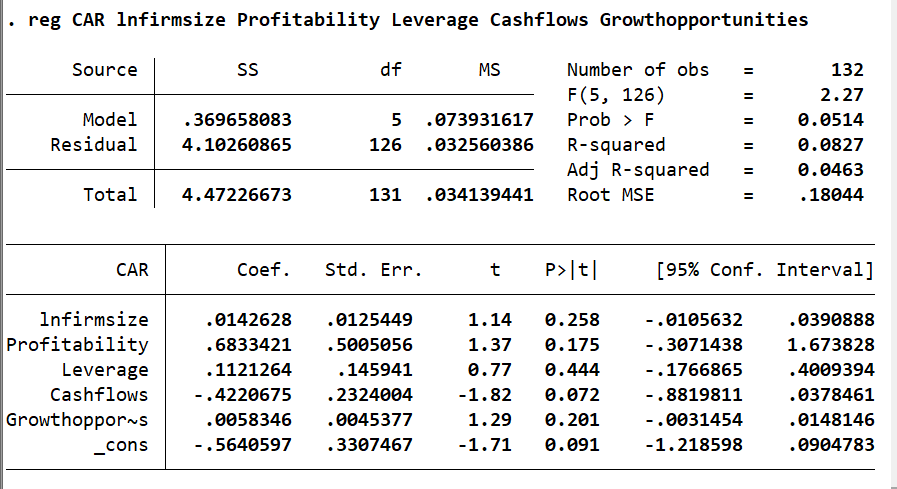 . reg CAR lnfirmsize Profitability Leverage Cashflows Growthopportunities
Source SS df MS Number of obs = 132
F(5, 126) = 2.27
Model .369658083 5 .073931617 Prob > F = 0.0514
Residual 4.10260865 126 .032560386 R-squared = 0.0827
Adj R-squared = 0.0463
Total 4.47226673 131 .034139441 Root MSE = .18044
CAR Coef. Std. Err. t P>|t| [95% Conf. Interval]
lnfirmsize .0142628 .0125449 1.14 0.258 -.0105632 .0390888
Profitability .6833421 .5005056 1.37 0.175 -.3071438 1.673828
Leverage .1121264 .145941 0.77 0.444 -.1766865 .4009394
Cashflows -.4220675 .2324004 -1.82 0.072 -.8819811 .0378461
Growthoppor~s .0058346 .0045377 1.29 0.201 -.0031454 .0148146
_cons -.5640597 .3307467 -1.71 0.091 -1.218598 .0904783